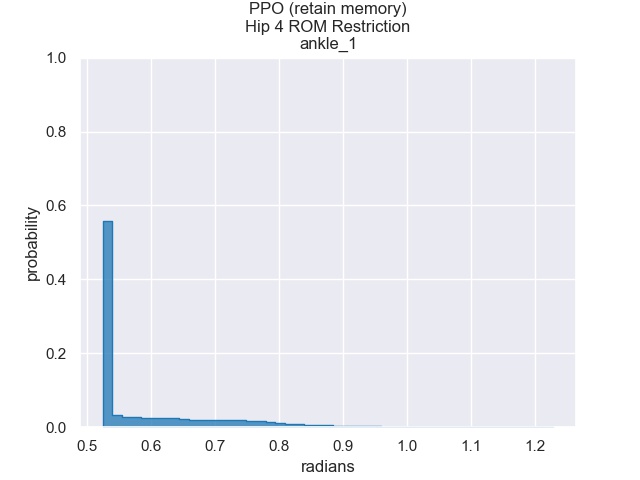 PPO (retain memory)
Hip 4 ROM Restriction
ankle_1
1.0
0.8
0.6
0.4
0.2
0.0
probability
0.5 0.6 0.7 0.8 0.9 1.0 1.1 1.2
radians